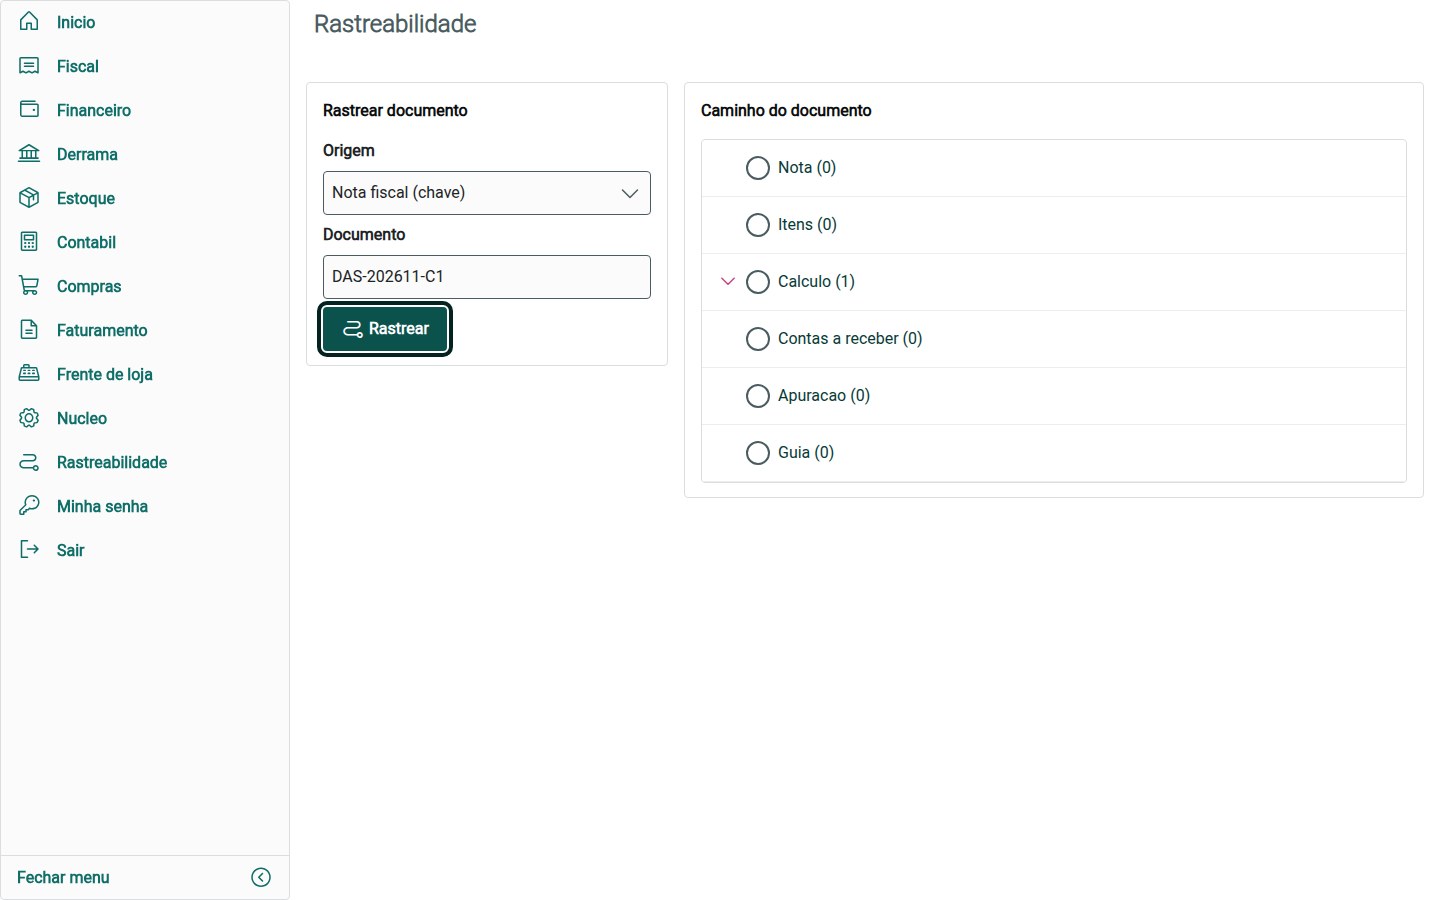 Inicio
Fiscal
Financeiro
Derrama
Estoque
Contabil
Compras
Faturamento
Frente de loja
Nucleo
Rastreabilidade
Minha senha
Sair
Fechar menu
Rastreabilidade
Rastrear documento
Origem
Nota fiscal (chave)
Documento
DAS-202611-C1
Rastrear
Caminho do documento
Nota (0)
Itens (0)
Calculo (1)
Contas a receber (0)
Apuracao (0)
Guia (0)